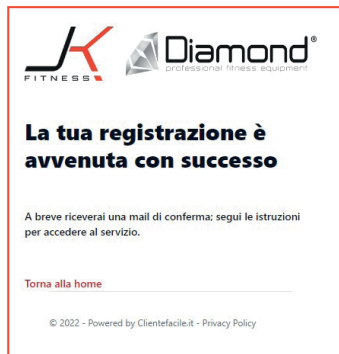 JK
FITNESS
Diamond®
professional fitness equipment
La tua registrazione è
avvenuta con successo
A breve riceverai una mail di conferma; segui le istruzioni
per accedere al servizio.
Torna alla home
© 2022 - Powered by Clientefacile.it - Privacy Policy